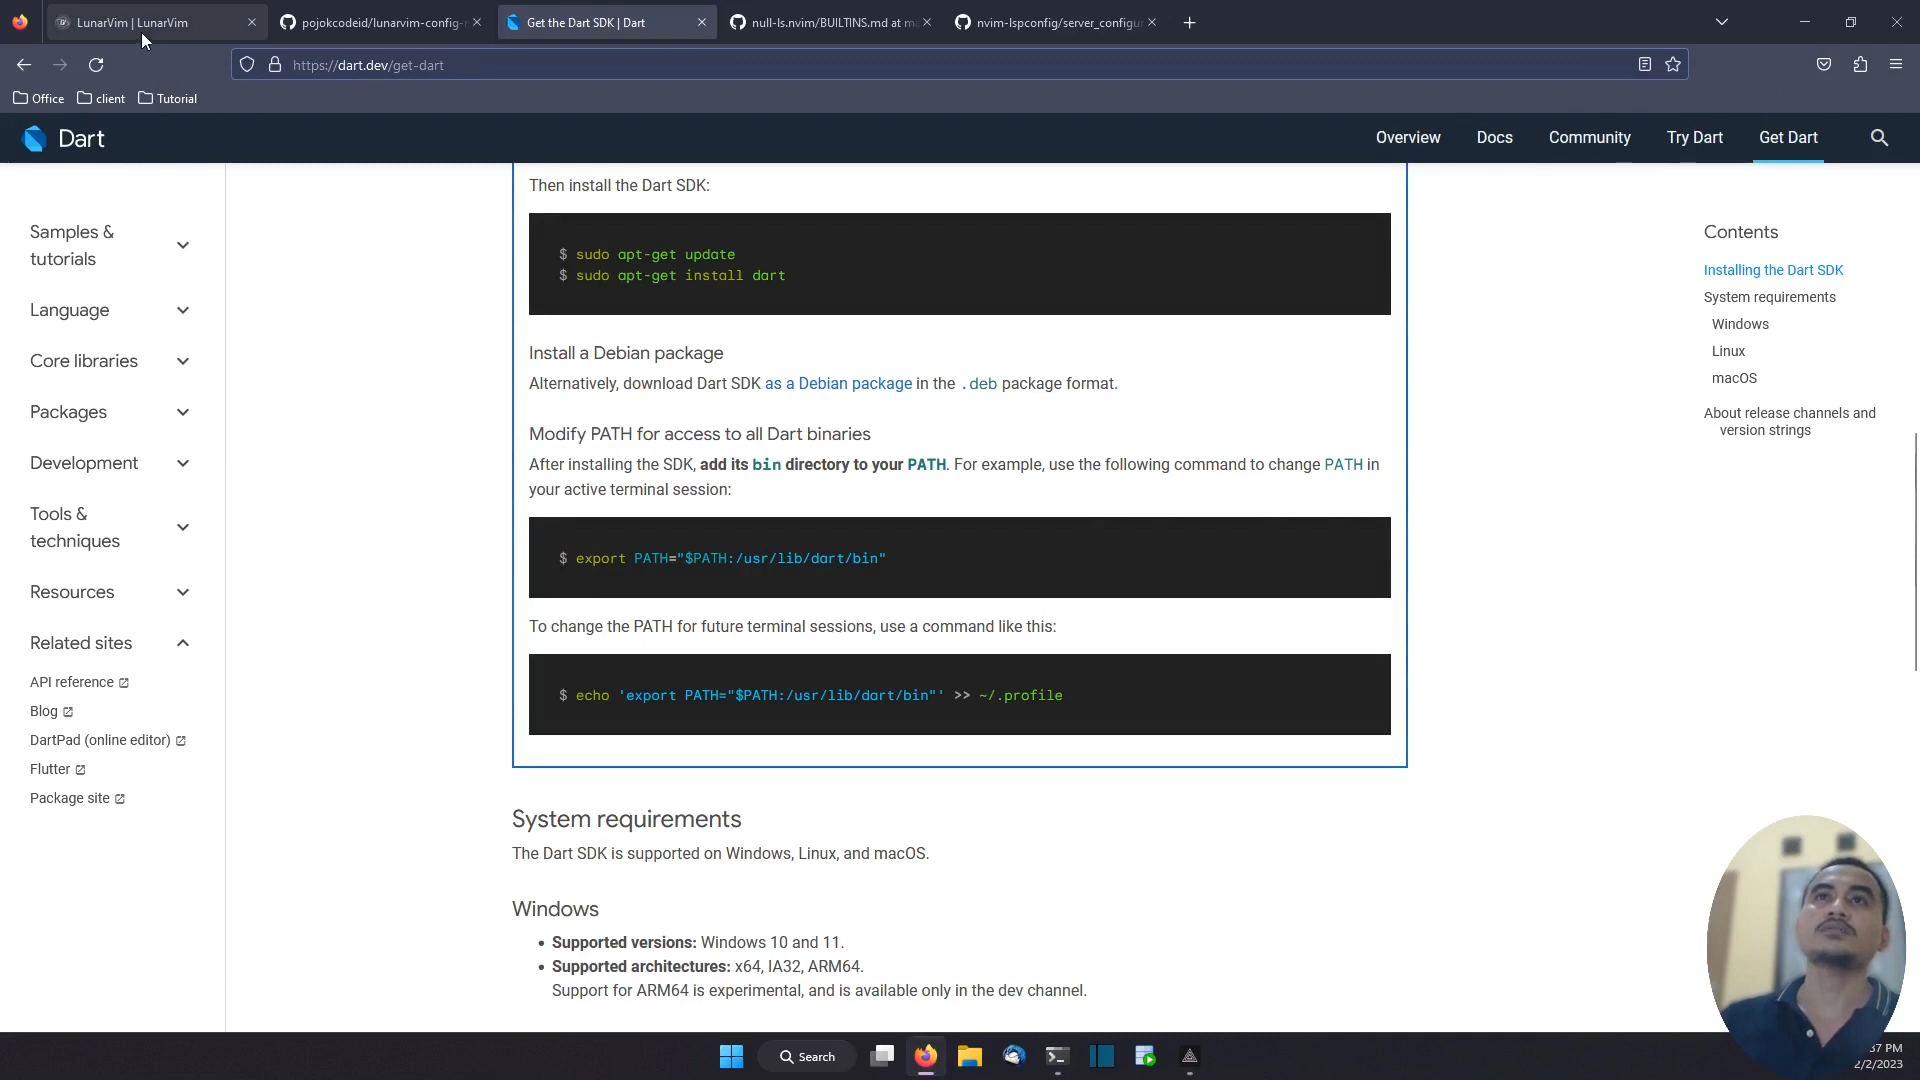 LunarVim | LunarVim
pojokcodeid/lunarvim-config-
Get the Dart SDK | Dart
null-ls.nvim/BUILTINS.md at
nvim-lspconfig/server_configu
https://dart.dev/get-dart
Office
client
Tutorial
Dart
Overview
Docs
Community
Try Dart
Get Dart
Samples &
tutorials
Language
Core libraries
Packages
Development
Tools &
techniques
Resources
Related sites
API reference
Blog
DartPad (online editor)
Flutter
Package site
Then install the Dart SDK:
$ sudo apt-get update
$ sudo apt-get install dart
Install a Debian package
Alternatively, download Dart SDK as a Debian package in the .deb package format.
Modify PATH for access to all Dart binaries
After installing the SDK, add its bin directory to your PATH. For example, use the following command to change PATH in
your active terminal session:
$ export PATH="$PATH:/usr/lib/dart/bin"
To change the PATH for future terminal sessions, use a command like this:
$ echo 'export PATH="$PATH:/usr/lib/dart/bin"' >> ~/.profile
System requirements
The Dart SDK is supported on Windows, Linux, and macOS.
Windows
• Supported versions: Windows 10 and 11.
• Supported architectures: x64, IA32, ARM64.
Support for ARM64 is experimental, and is available only in the dev channel.
Contents
Installing the Dart SDK
System requirements
Windows
Linux
macOS
About release channels and
version strings
Search
37 PM
2/2/2023